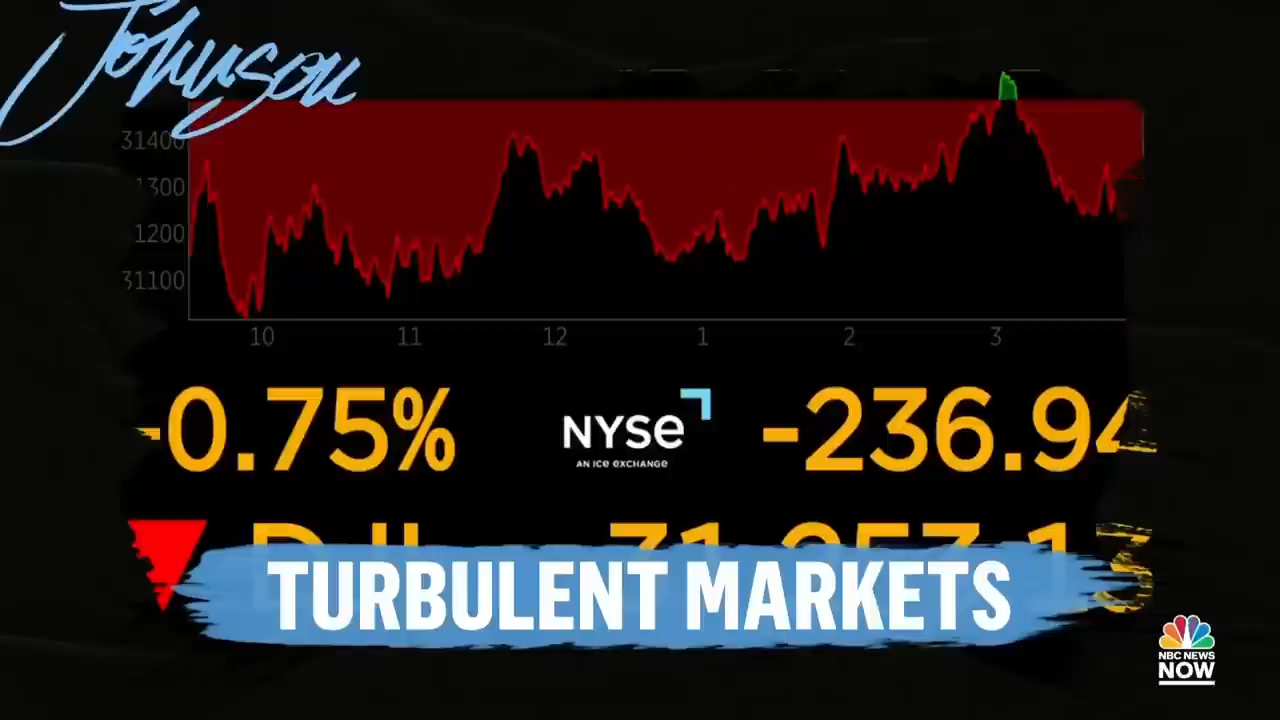 Johnson
31400
1300
1200
31100
10 11 12 1 2 3
-0.75%
NYSE
AN ICE EXCHANGE
-236.94
TURBULENT MARKETS
NBC NEWS
NOW